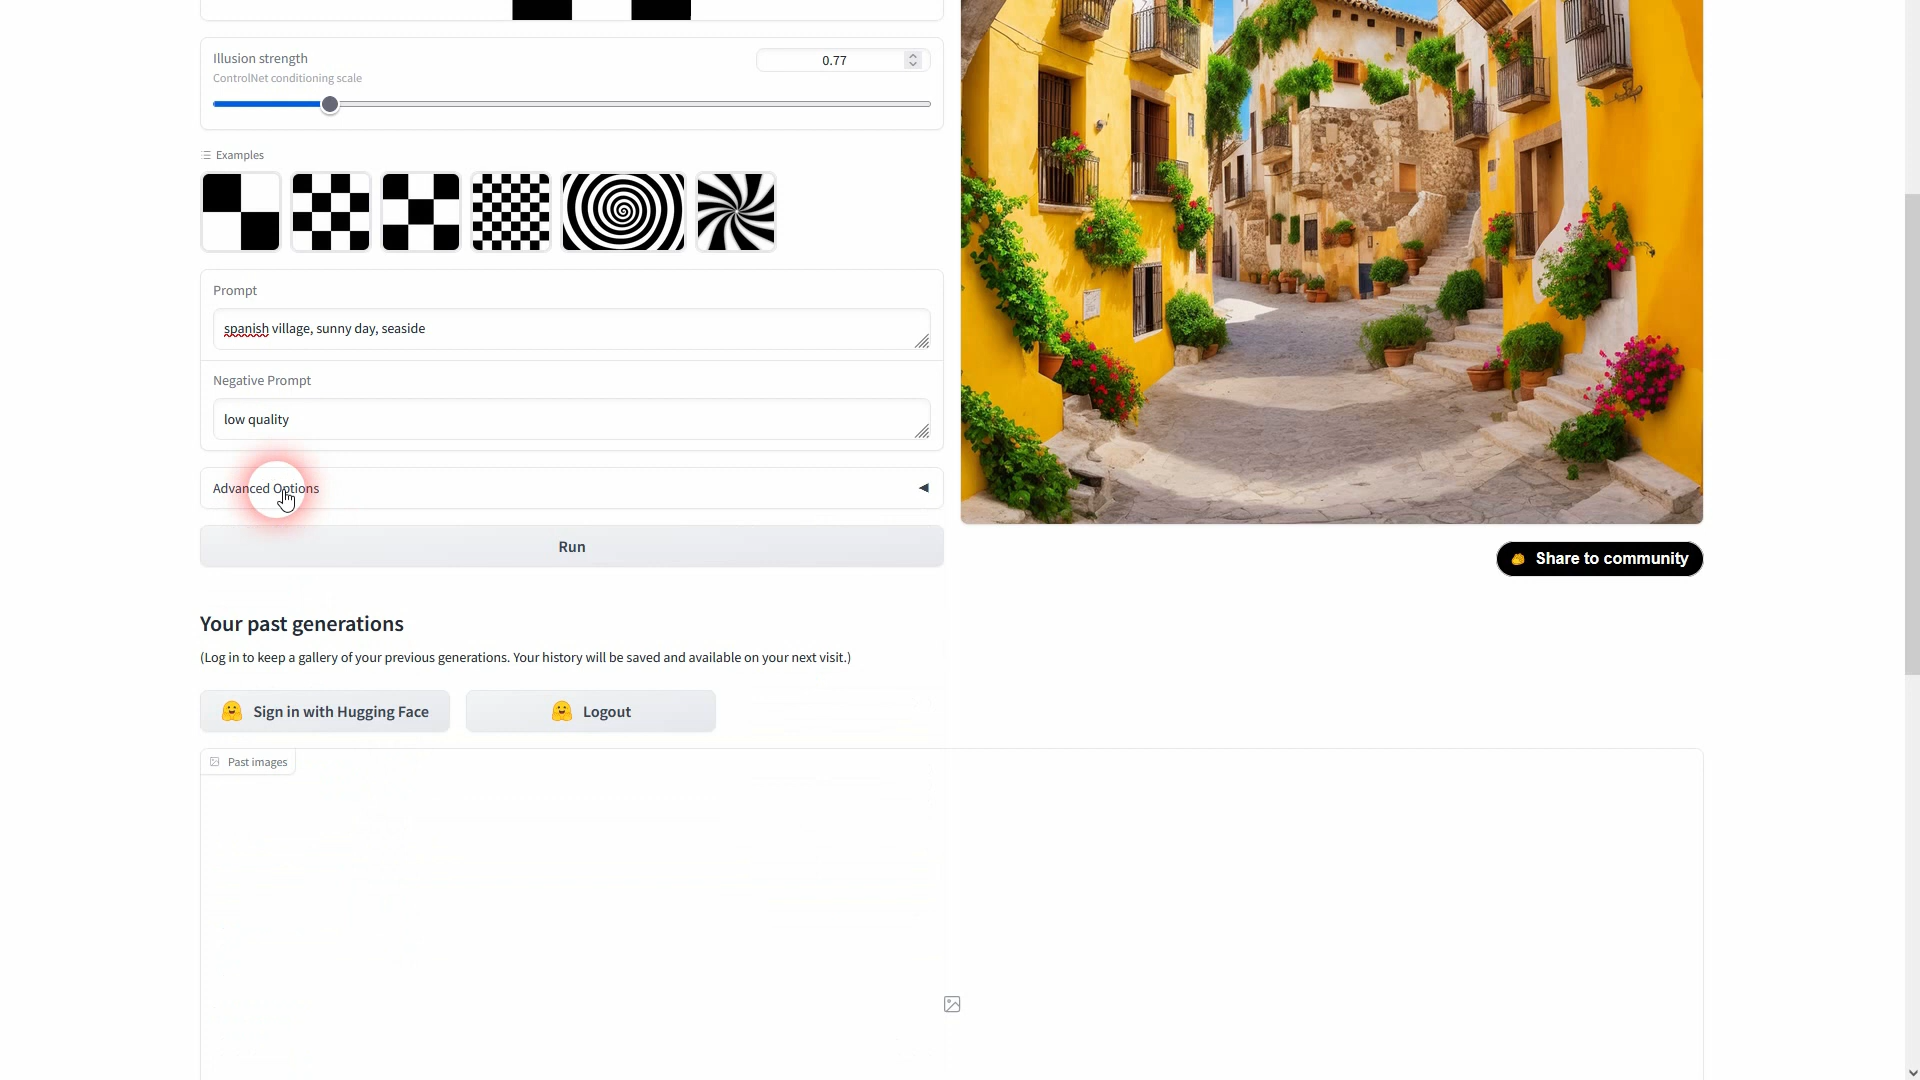 Illusion strength
0.77
ControlNet conditioning scale
Examples
Prompt
spanish village, sunny day, seaside
Negative Prompt
low quality
Advanced Options
Run
Share to community
Your past generations
(Log in to keep a gallery of your previous generations. Your history will be saved and available on your next visit.)
Sign in with Hugging Face
Logout
Past images